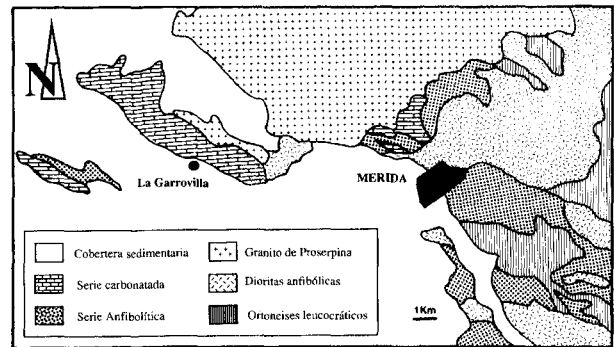 N
La Garrovilla
MERIDA
Cobertera sedimentaria
Granito de Proserpina
Serie carbonatada
Dioritas anfibólicas
Serie Anfibolítica
Ortoneises leucocráticos
1Km